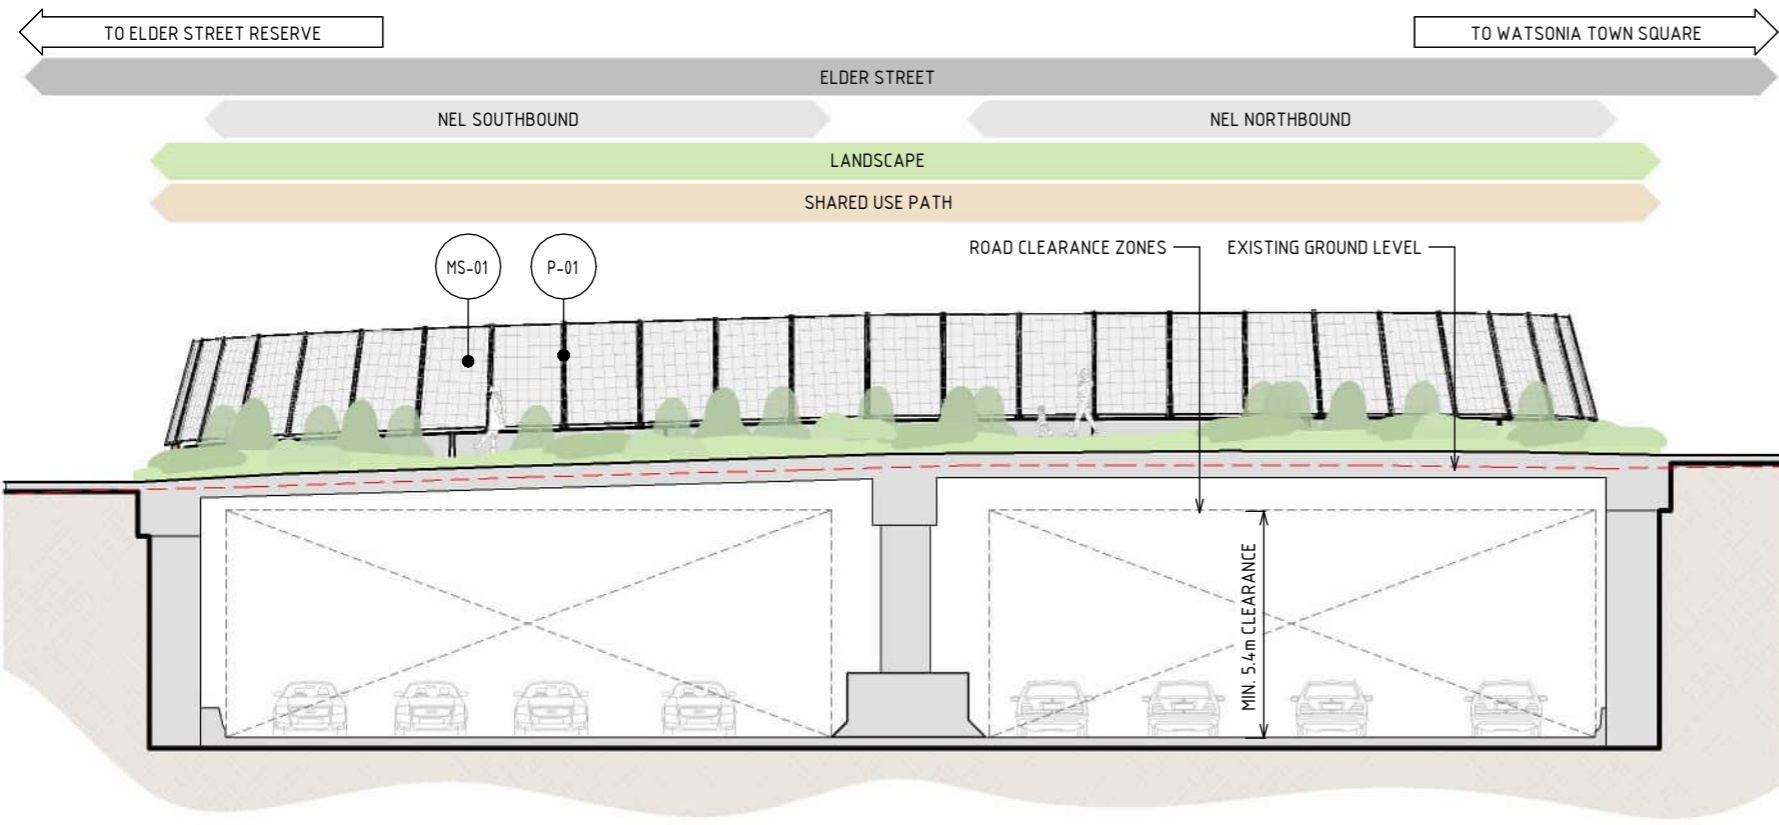 TO ELDER STREET RESERVE
TO WATSONIA TOWN SQUARE
ELDER STREET
NEL SOUTHBOUND
NEL NORTHBOUND
LANDSCAPE
SHARED USE PATH
ROAD CLEARANCE ZONES
EXISTING GROUND LEVEL
MS-01
P-01
MIN. 5.4m CLEARANCE